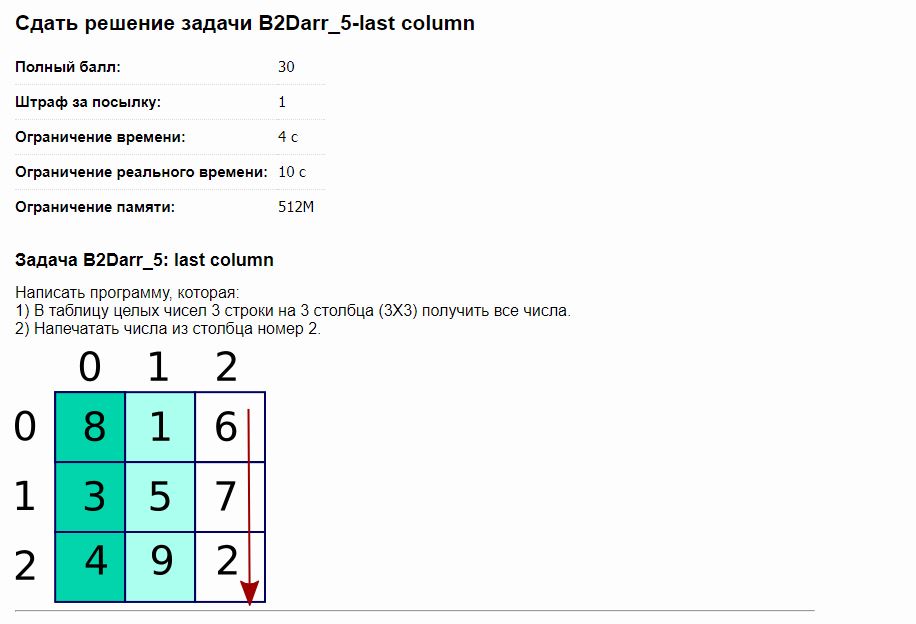 Сдать решение задачи B2Darr_5-last column
Полный балл: 30
Штраф за посылку: 1
Ограничение времени: 4 с
Ограничение реального времени: 10 с
Ограничение памяти: 512M
Задача B2Darr_5: last column
Написать программу, которая:
1) В таблицу целых чисел 3 строки на 3 столбца (3X3) получить все числа.
2) Напечатать числа из столбца номер 2.
0 1 2
0 8 1 6
1 3 5 7
2 4 9 2